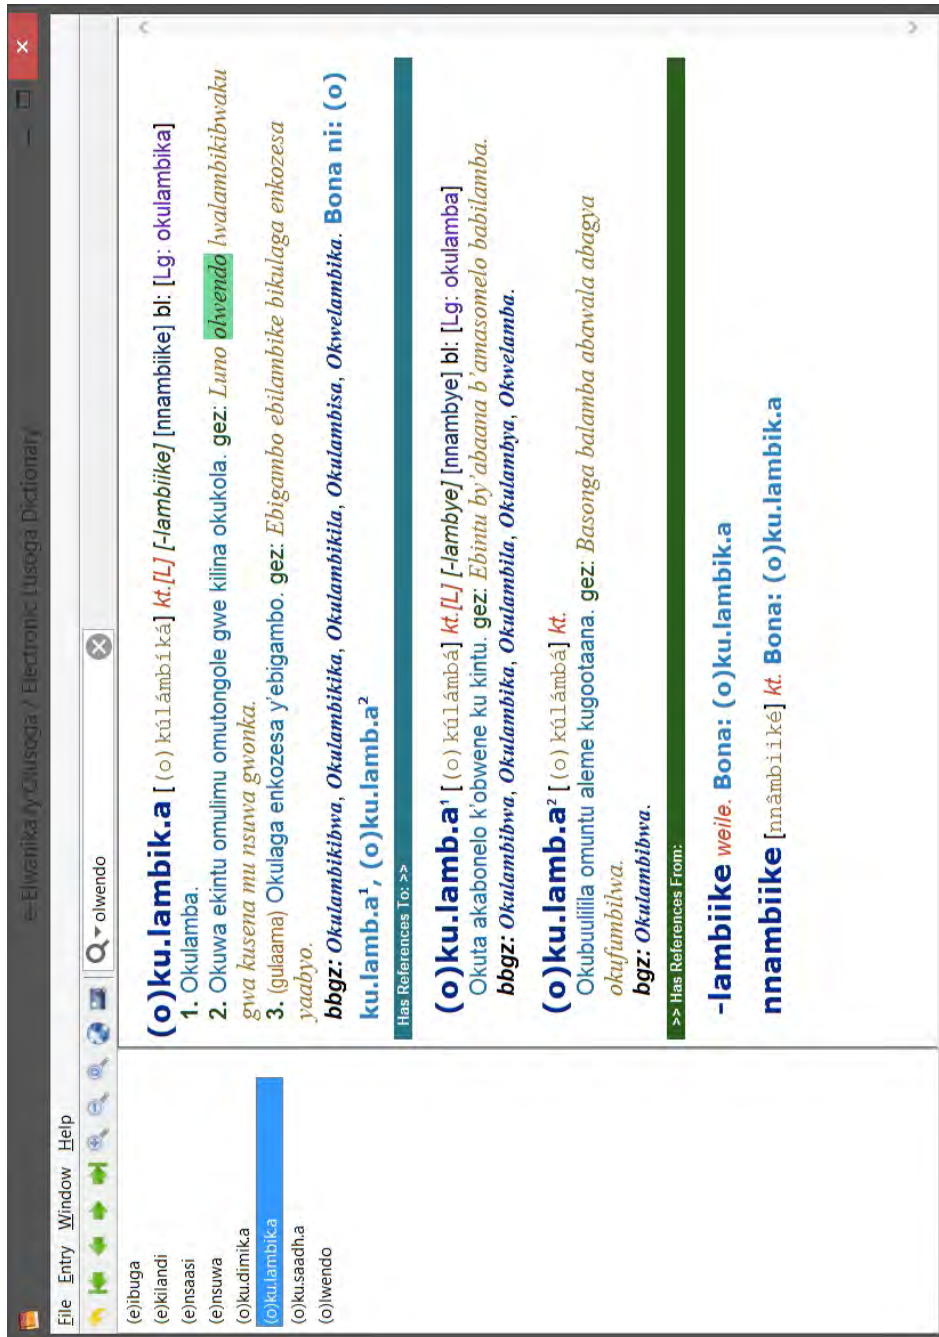 e-Eiwanika ly'Olusoga / Electronic Lusoga Dictionary
File Entry Window Help
olwendo
(e)ibuga
(e)kilandi
(e)nsaasi
(e)nsuwa
(o)ku.dimik.a
(o)ku.lambik.a
(o)ku.saadh.a
(o)lwendo
(o)ku.lambik.a [(o)kúlámbíká] kt.[L] [-lambiike] [nnambiike] bl: [Lg: okulambika]
1. Okulamba.
2. Okuwa ekintu omulimu omutongole gwe kilina okukola. gez: Luno olwendo lwalambikibwaku
gwa kusena mu nsuwa gwonka.
3. (gulaama) Okulaga enkozesa y'ebigambo. gez: Ebigambo ebilambike bikulaga enkozesa
yaabyo.
bbgz: Okulambikibwa, Okulambikika, Okulambikila, Okulambisa, Okwelambika. Bona ni: (o)
ku.lamb.a¹, (o)ku.lamb.a²
Has References To: >>
(o)ku.lamb.a¹ [(o)kúlámbá] kt.[L] [-lambye] [nnambye] bl: [Lg: okulamba]
Okuta akabonelo k'obwene ku kintu. gez: Ebintu by'abaana b'amasomelo babilamba.
bbgz: Okulambibwa, Okulambika, Okulambila, Okulambya, Okwelamba.
(o)ku.lamb.a² [(o)kúlámbá] kt.
Okubuulilila omuntu aleme kugootaana. gez: Basonga balamba abawala abagya
okufumbilwa.
bgz: Okulambibwa.
>> Has References From:
-lambiike weile. Bona: (o)ku.lambik.a
nnambiike [nnâmbiiké] kt. Bona: (o)ku.lambik.a